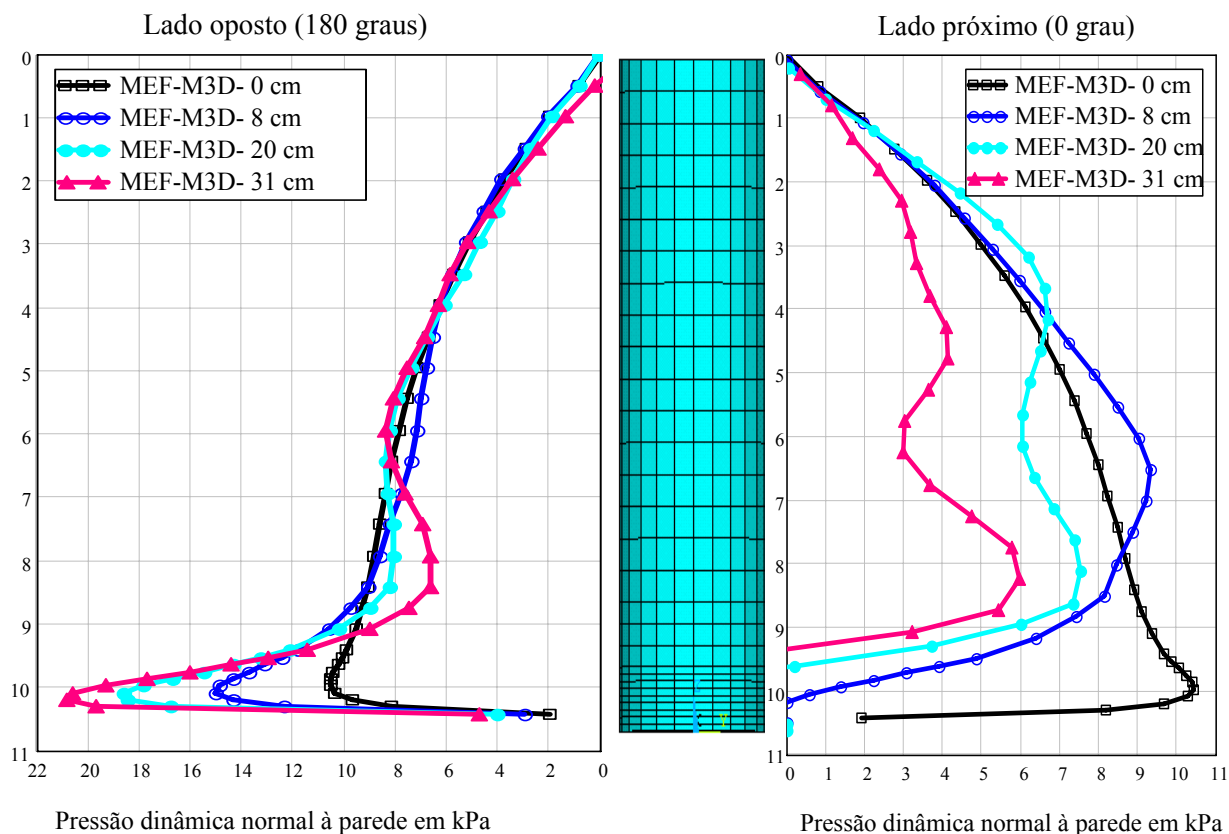 Lado oposto (180 graus)
Lado próximo (0 grau)
MEF-M3D- 0 cm
MEF-M3D- 8 cm
MEF-M3D- 20 cm
MEF-M3D- 31 cm
0
1
2
3
4
5
6
7
8
9
10
11
22 20 18 16 14 12 10 8 6 4 2 0
Pressão dinâmica normal à parede em kPa
Y
MEF-M3D- 0 cm
MEF-M3D- 8 cm
MEF-M3D- 20 cm
MEF-M3D- 31 cm
0
1
2
3
4
5
6
7
8
9
10
11
0 1 2 3 4 5 6 7 8 9 10 11
Pressão dinâmica normal à parede em kPa